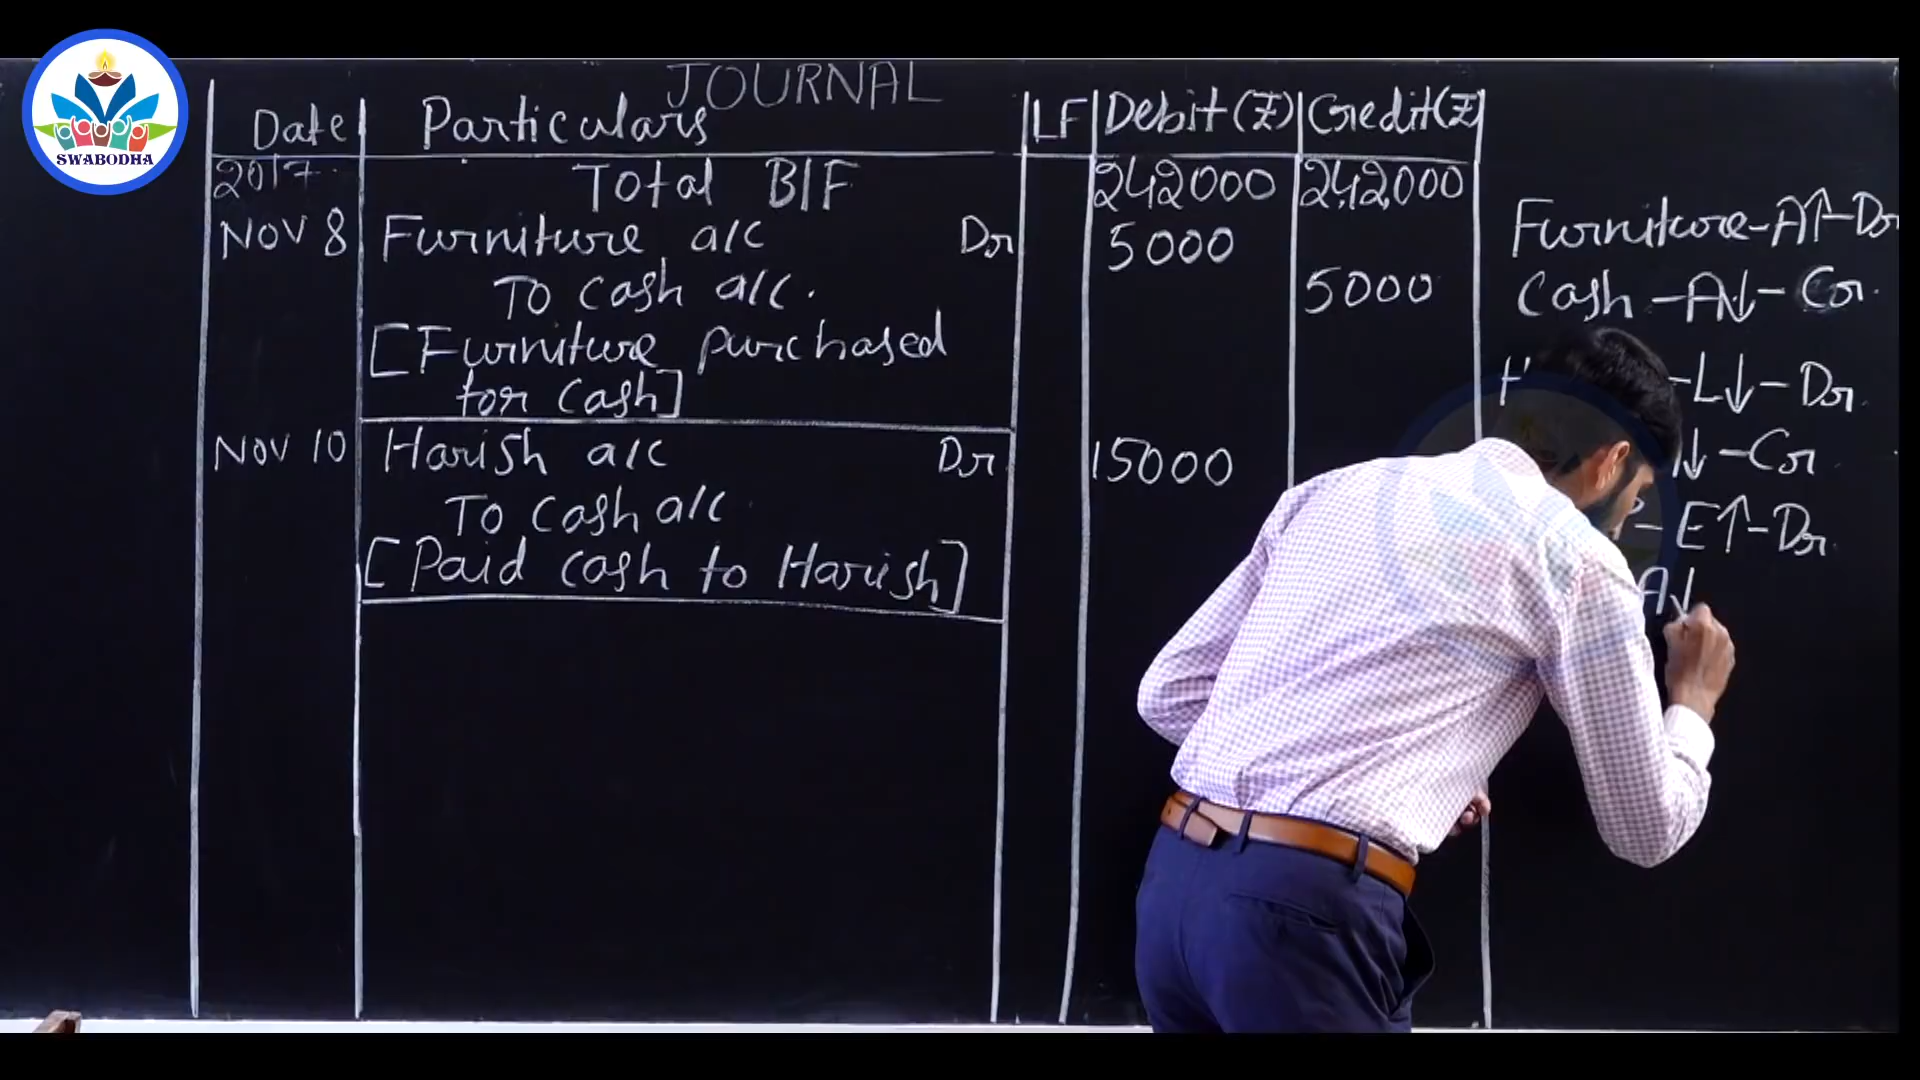 SWABODHA
JOURNAL
Date Particulars LF Debit(₹) Credit(₹)
2017 Total B/F 242000 242,000
Nov 8 Furniture a/c Dr 5000
To Cash a/c. 5000
[Furniture purchased
for Cash]
Nov 10 Harish a/c Dr 15000
To Cash a/c
[Paid cash to Harish]
Furniture-A↑-Dr
Cash-A↓-Cr.
-L↓-Dr.
↓-Cr
-E↑-Dr.
A↓